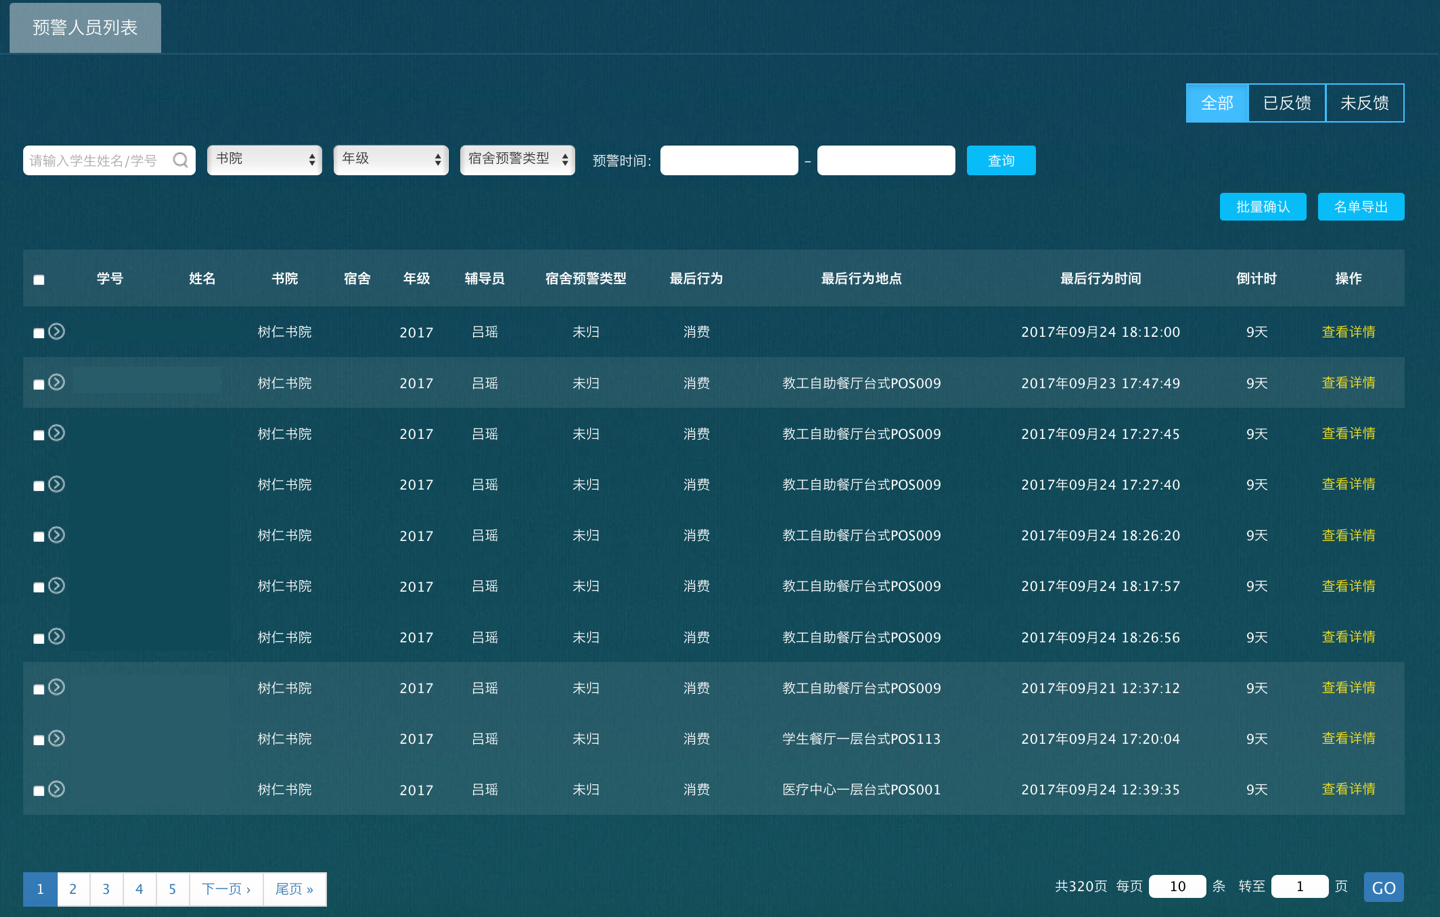 预警人员列表
全部 已反馈 未反馈
请输入学生姓名/学号 书院 年级 宿舍预警类型 预警时间： – 查询
批量确认 名单导出
学号 姓名 书院 宿舍 年级 辅导员 宿舍预警类型 最后行为 最后行为地点 最后行为时间 倒计时 操作
树仁书院 2017 吕瑶 未归 消费 2017年09月24 18:12:00 9天 查看详情
树仁书院 2017 吕瑶 未归 消费 教工自助餐厅台式POS009 2017年09月23 17:47:49 9天 查看详情
树仁书院 2017 吕瑶 未归 消费 教工自助餐厅台式POS009 2017年09月24 17:27:45 9天 查看详情
树仁书院 2017 吕瑶 未归 消费 教工自助餐厅台式POS009 2017年09月24 17:27:40 9天 查看详情
树仁书院 2017 吕瑶 未归 消费 教工自助餐厅台式POS009 2017年09月24 18:26:20 9天 查看详情
树仁书院 2017 吕瑶 未归 消费 教工自助餐厅台式POS009 2017年09月24 18:17:57 9天 查看详情
树仁书院 2017 吕瑶 未归 消费 教工自助餐厅台式POS009 2017年09月24 18:26:56 9天 查看详情
树仁书院 2017 吕瑶 未归 消费 教工自助餐厅台式POS009 2017年09月21 12:37:12 9天 查看详情
树仁书院 2017 吕瑶 未归 消费 学生餐厅一层台式POS113 2017年09月24 17:20:04 9天 查看详情
树仁书院 2017 吕瑶 未归 消费 医疗中心一层台式POS001 2017年09月24 12:39:35 9天 查看详情
1 2 3 4 5 下一页 › 尾页 » 共320页 每页 10 条 转至 1 页 GO